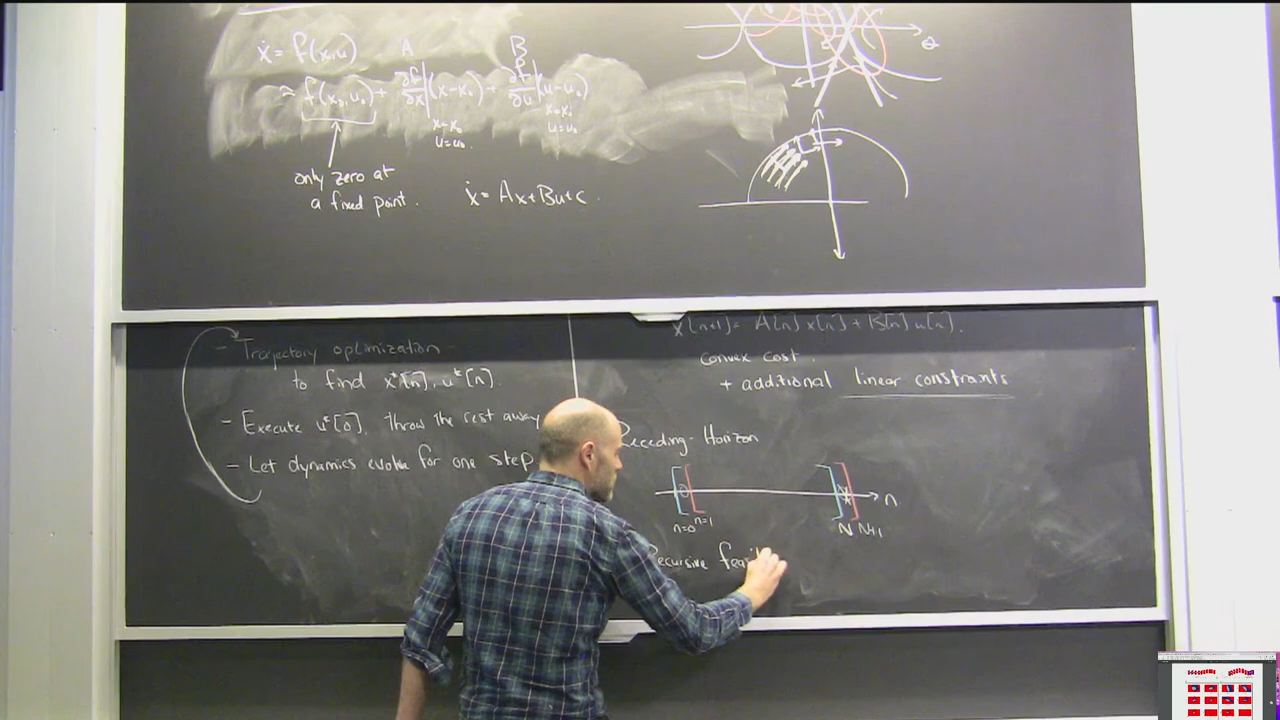 ẋ = f(x,u)
A B
≈ f(x₀,u₀) + ∂f/∂x | (x-x₀) + ∂f/∂u | (u-u₀)
x=x₀ x=x₀
u=u₀. u=u₀
only zero at
a fixed point.
ẋ = Ax+Bu+c.
θ
- Trajectory optimization
to find x*[n], u*[n].
- Execute u*[0], throw the rest away
- Let dynamics evolve for one step
x[n+1] = A[n] x[n] + B[n] u[n].
Convex cost.
+ additional linear constraints
Receding-Horizon
n
n=0 n=1 N N+1
Recursive